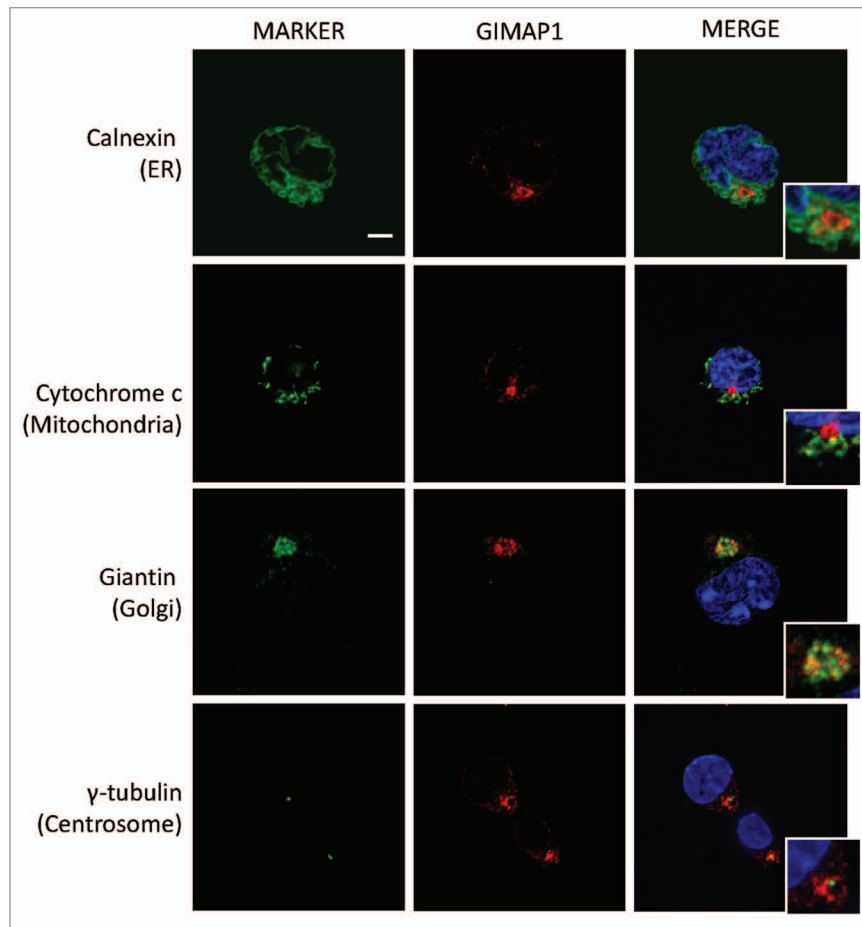 MARKER GIMAP1 MERGE
Calnexin
(ER)
Cytochrome c
(Mitochondria)
Giantin
(Golgi)
γ-tubulin
(Centrosome)